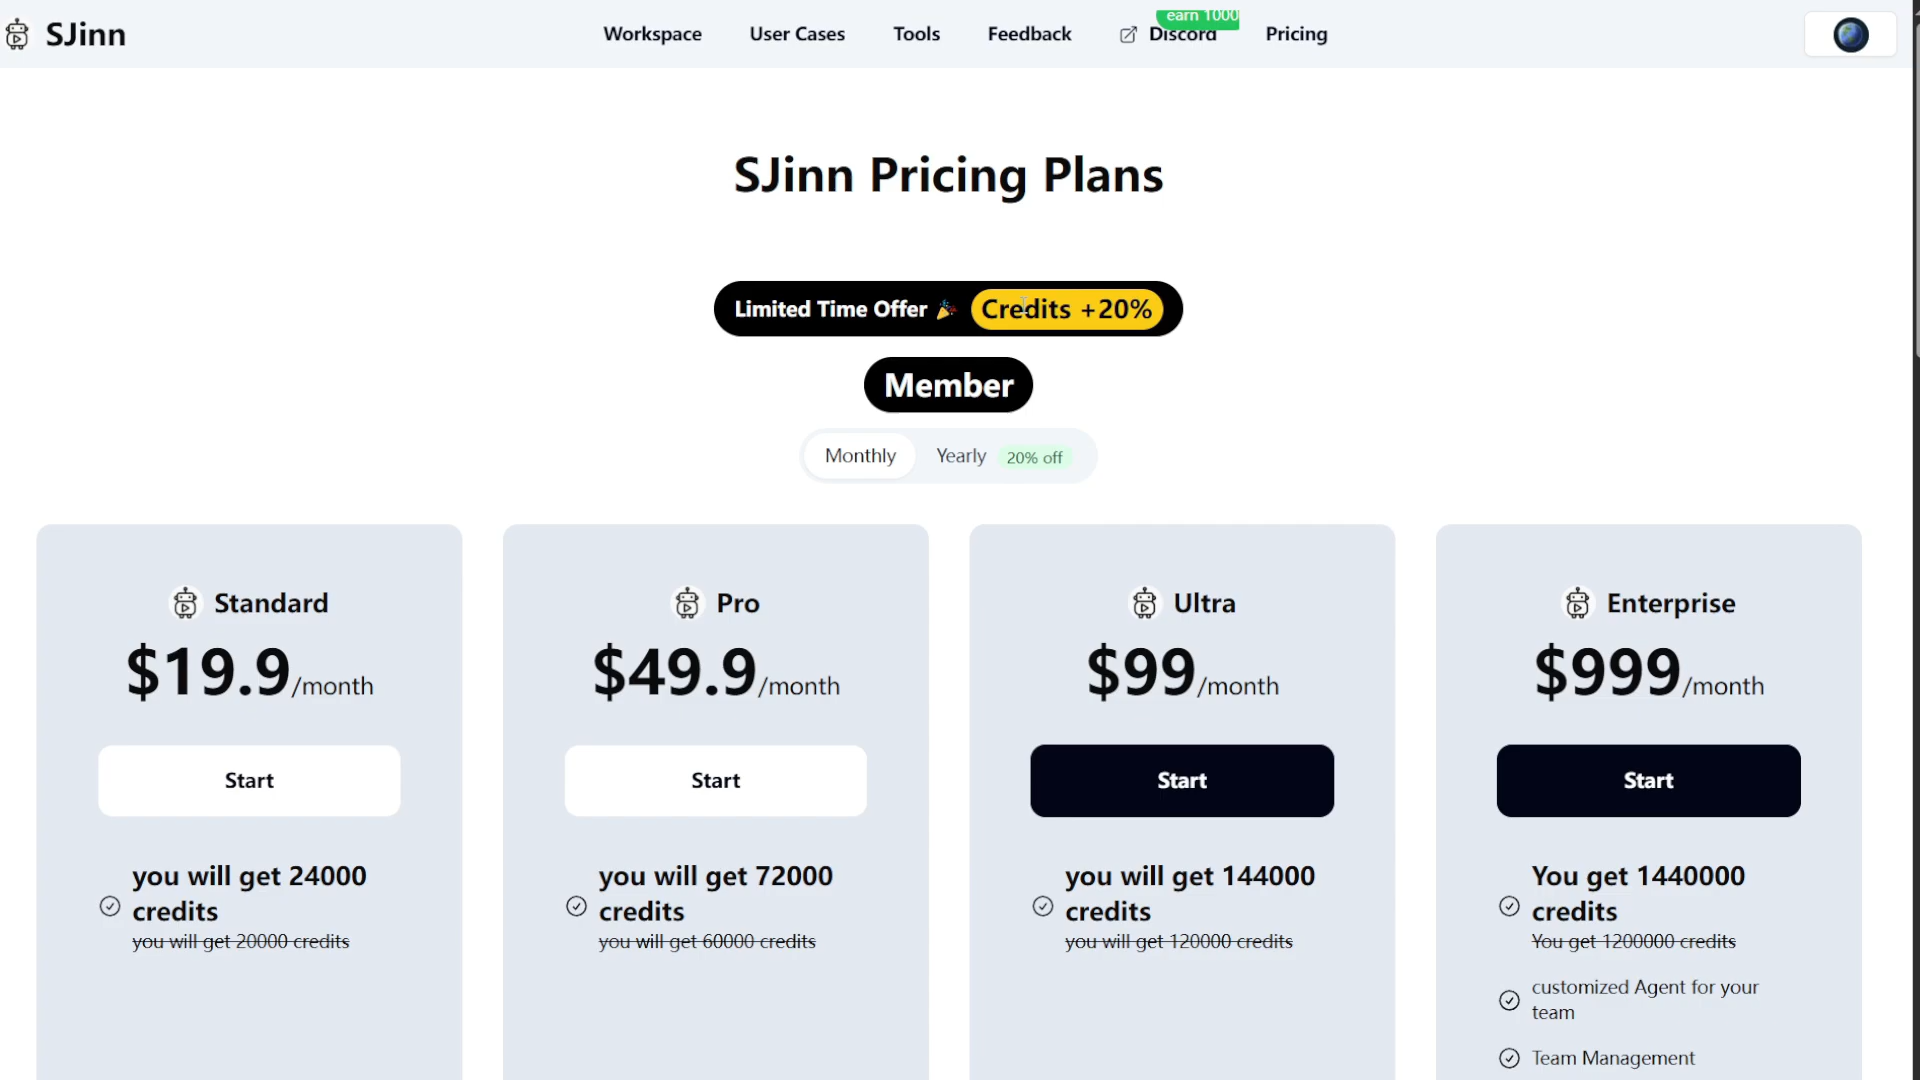 SJinn
Workspace
User Cases
Tools
Feedback
Discord
earn 1000
Pricing
SJinn Pricing Plans
Limited Time Offer 🎉 Credits +20%
Member
Monthly
Yearly 20% off
Standard
$19.9/month
Start
you will get 24000
credits
you will get 20000 credits
Pro
$49.9/month
Start
you will get 72000
credits
you will get 60000 credits
Ultra
$99/month
Start
you will get 144000
credits
you will get 120000 credits
Enterprise
$999/month
Start
You get 1440000
credits
You get 1200000 credits
customized Agent for your
team
Team Management